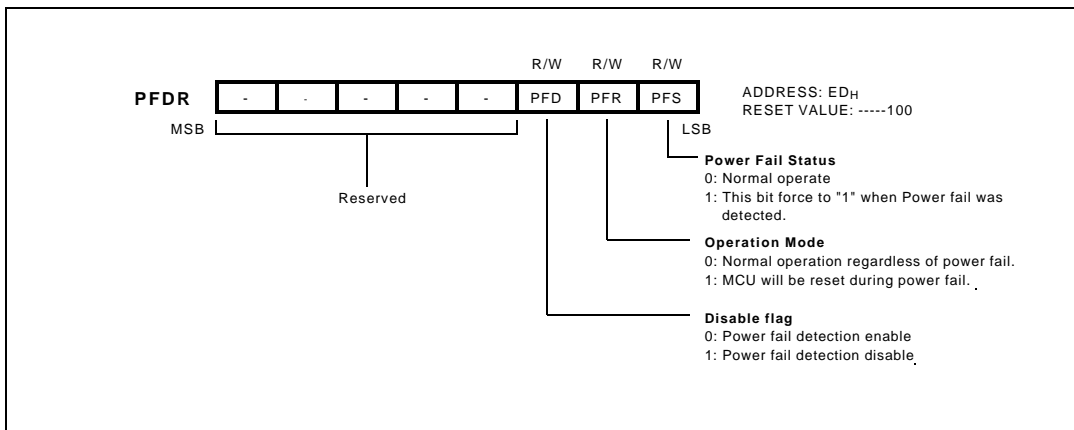 R/W R/W R/W
PFDR - - - - - PFD PFR PFS
ADDRESS: EDH
RESET VALUE: -----100
MSB LSB
Reserved
Power Fail Status
0: Normal operate
1: This bit force to "1" when Power fail was
detected.
Operation Mode
0: Normal operation regardless of power fail.
1: MCU will be reset during power fail.
Disable flag
0: Power fail detection enable
1: Power fail detection disable